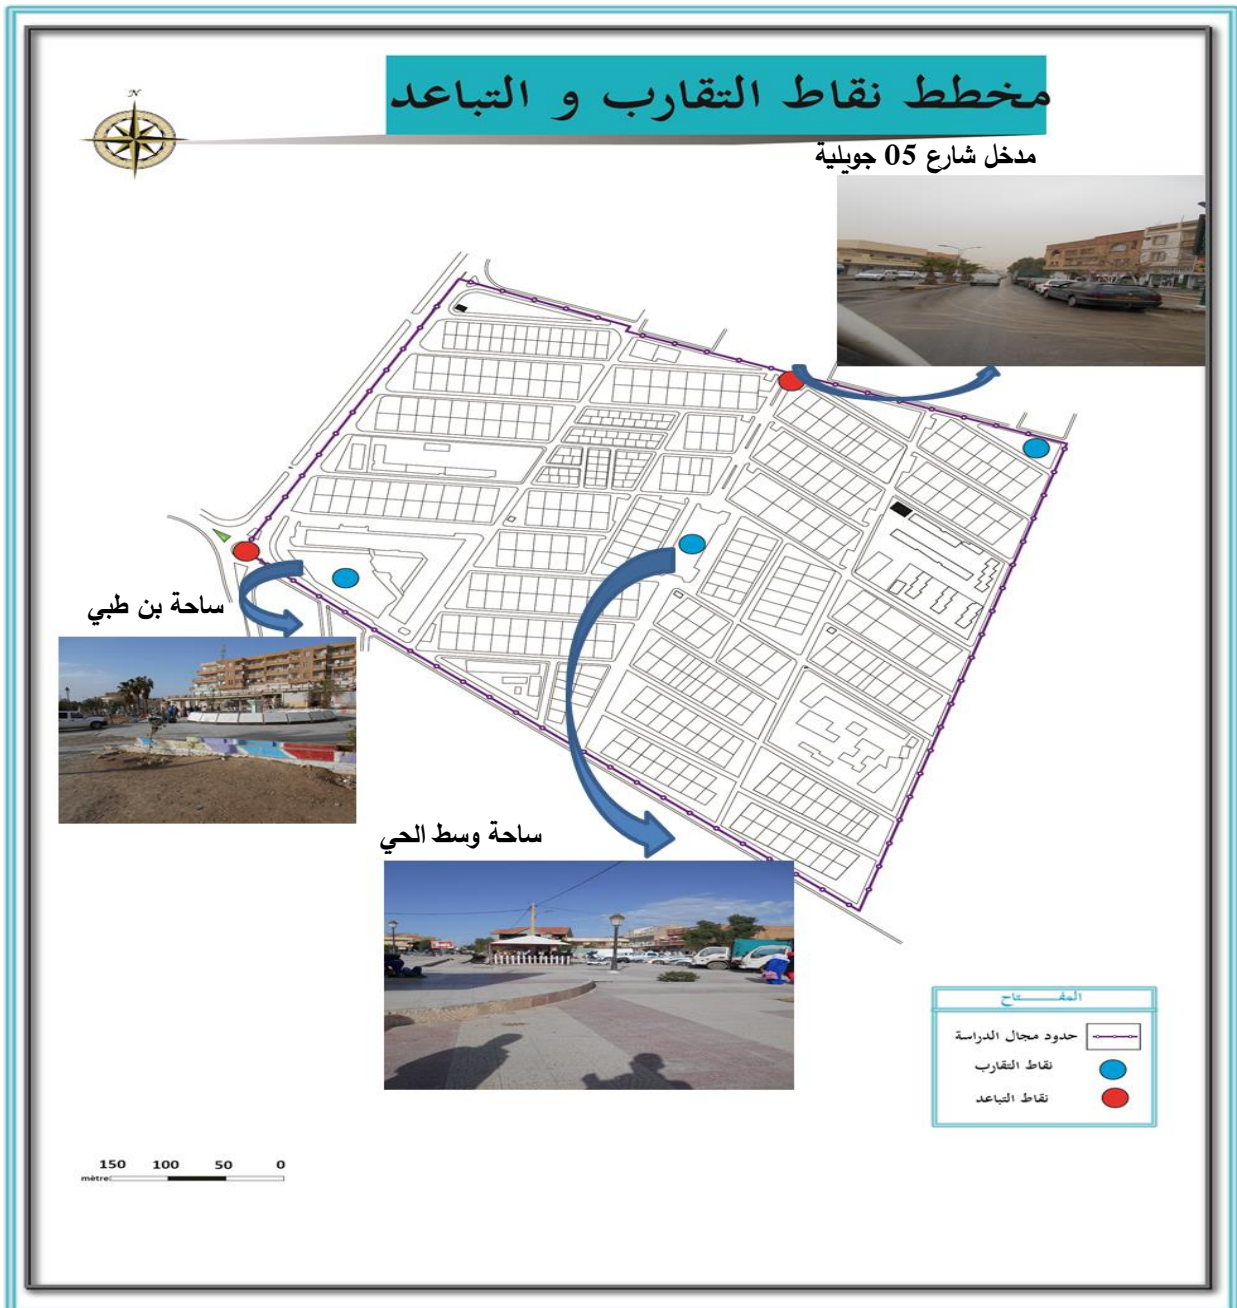 مخطط نقاط التقارب و التباعد
N
مدخل شارع 05 جويلية
ساحة بن طبي
ساحة وسط الحي
المفـــــــتاح
حدود مجال الدراسة
نقاط التقارب
نقاط التباعد
150 100 50 0
mètre